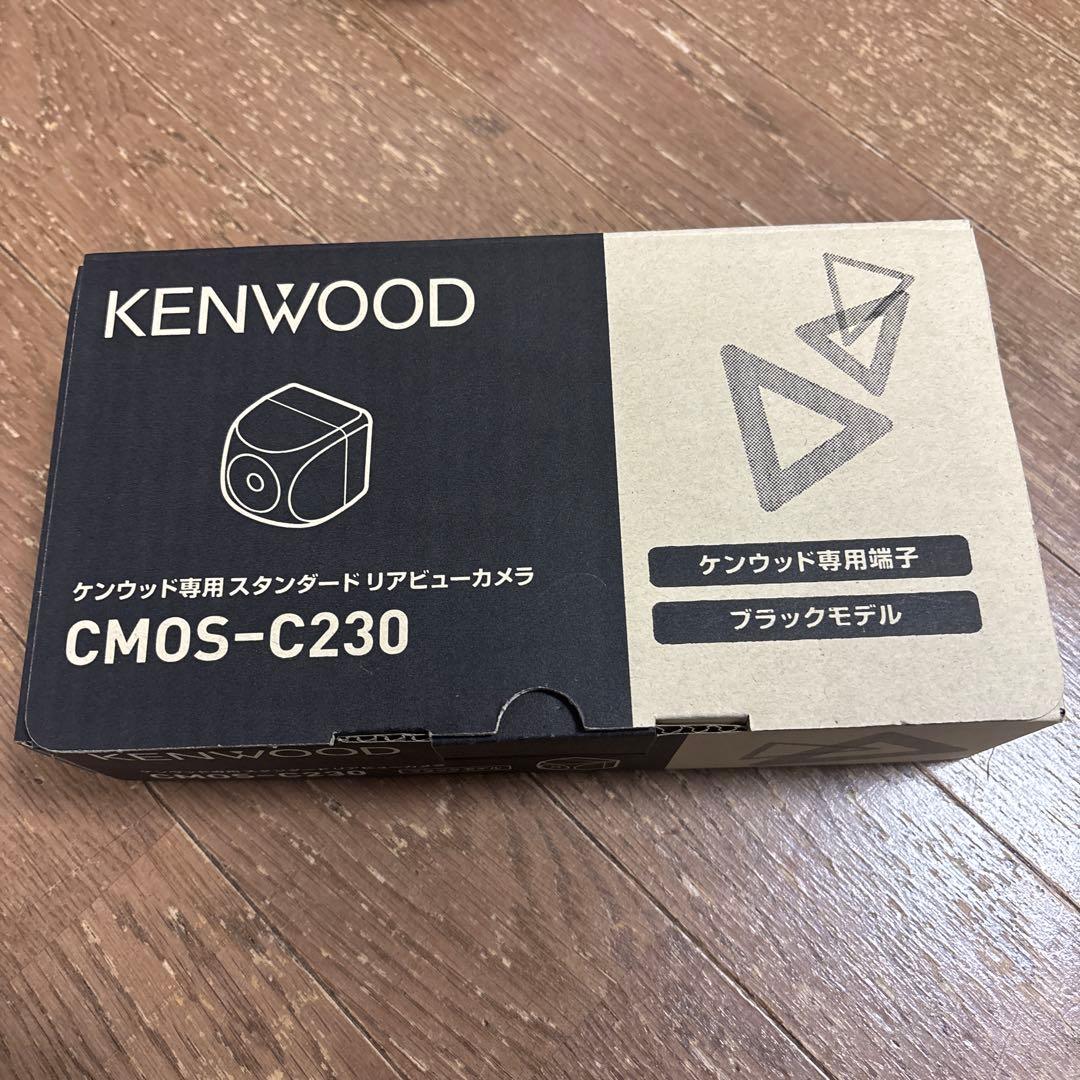 KENWOOD
ケンウッド専用 スタンダード リアビューカメラ
CMOS-C230
ケンウッド専用端子
ブラックモデル
KENWOOD
CMOS-C230